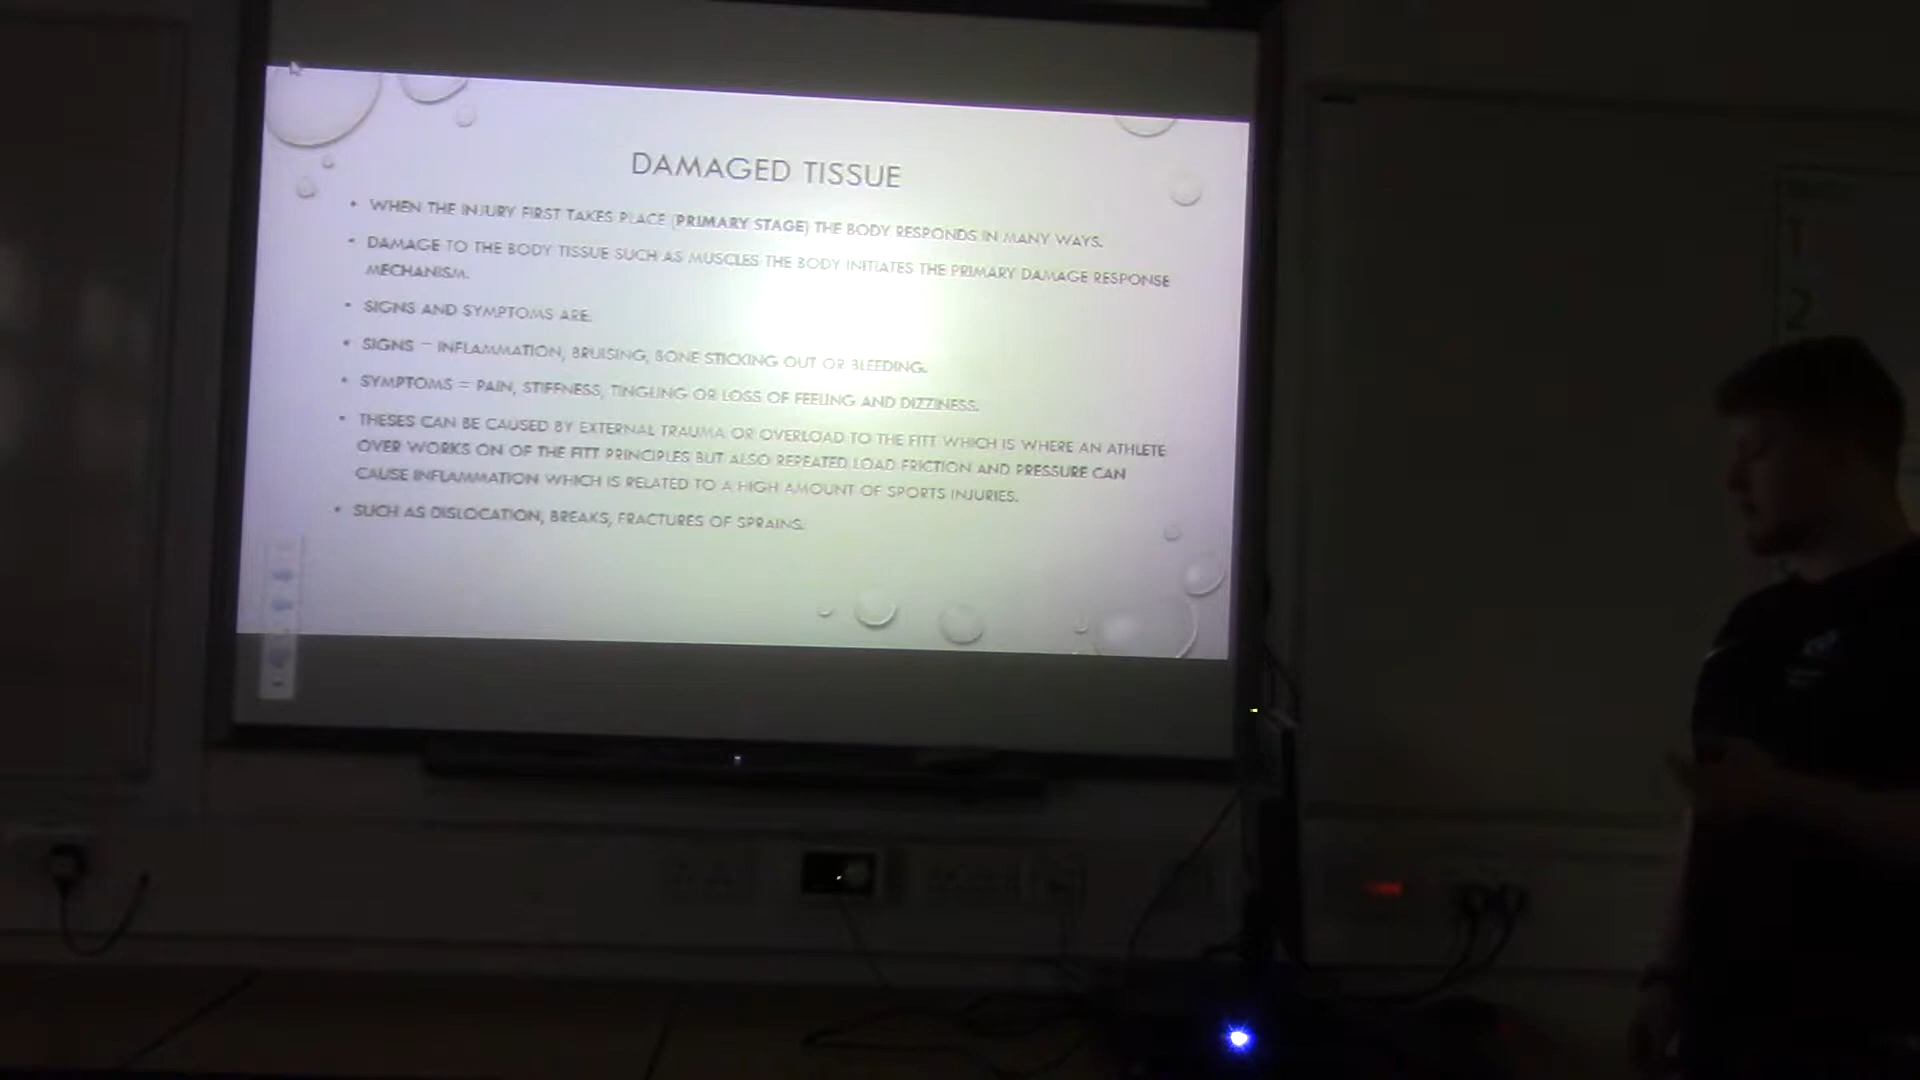 DAMAGED TISSUE
• WHEN THE INJURY FIRST TAKES PLACE (PRIMARY STAGE) THE BODY RESPONDS IN MANY WAYS.
• DAMAGE TO THE BODY TISSUE SUCH AS MUSCLES THE BODY INITIATES THE PRIMARY DAMAGE RESPONSE
MECHANISM.
• SIGNS AND SYMPTOMS ARE:
• SIGNS = INFLAMMATION, BRUISING, BONE STICKING OUT OR BLEEDING.
• SYMPTOMS = PAIN, STIFFNESS, TINGLING OR LOSS OF FEELING AND DIZZINESS.
• THESES CAN BE CAUSED BY EXTERNAL TRAUMA OR OVERLOAD TO THE FITT WHICH IS WHERE AN ATHLETE
OVER WORKS ON OF THE FITT PRINCIPLES BUT ALSO REPEATED LOAD FRICTION AND PRESSURE CAN
CAUSE INFLAMMATION WHICH IS RELATED TO A HIGH AMOUNT OF SPORTS INJURIES.
• SUCH AS DISLOCATION, BREAKS, FRACTURES OF SPRAINS.
1
2